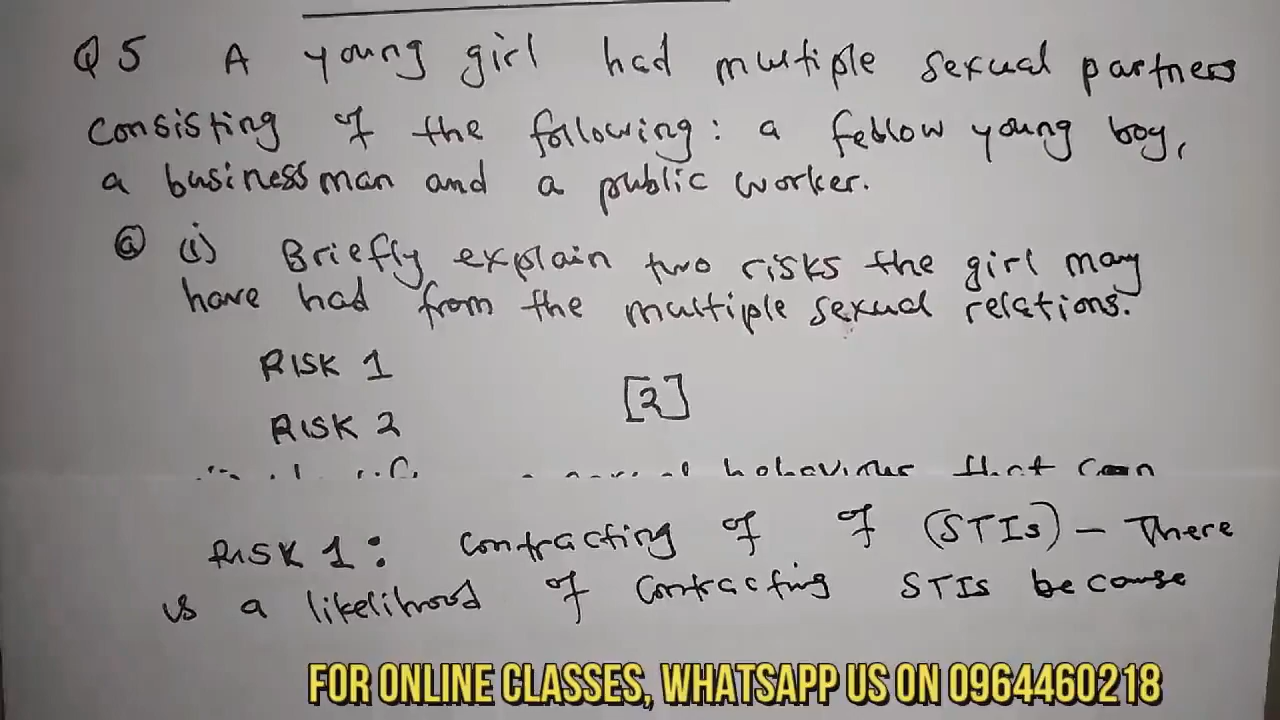 Q5 A young girl had multiple sexual partners
consisting of the following: a fellow young boy,
a businessman and a public worker.
@ (i) Briefly explain two risks the girl may
have had from the multiple sexual relations.
RISK 1
[2]
RISK 2
behaviour that can
RISK 1: Contracting of of (STIs) - There
is a likelihood of contracting STIs because
FOR ONLINE CLASSES, WHATSAPP US ON 0964460218